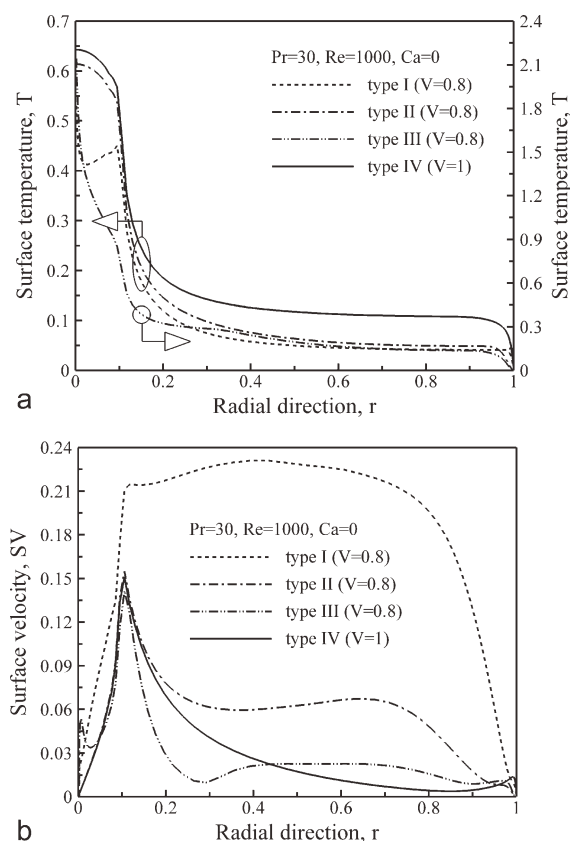 0.7
0.6
0.5
0.4
0.3
0.2
0.1
0
2.4
2.1
1.8
1.5
1.2
0.9
0.6
0.3
0
Surface temperature, T
Surface temperature, T
Pr=30, Re=1000, Ca=0
type I (V=0.8)
type II (V=0.8)
type III (V=0.8)
type IV (V=1)
0 0.2 0.4 0.6 0.8 1
Radial direction, r
a
0.24
0.21
0.18
0.15
0.12
0.09
0.06
0.03
0
Surface velocity, SV
Pr=30, Re=1000, Ca=0
type I (V=0.8)
type II (V=0.8)
type III (V=0.8)
type IV (V=1)
0 0.2 0.4 0.6 0.8 1
Radial direction, r
b